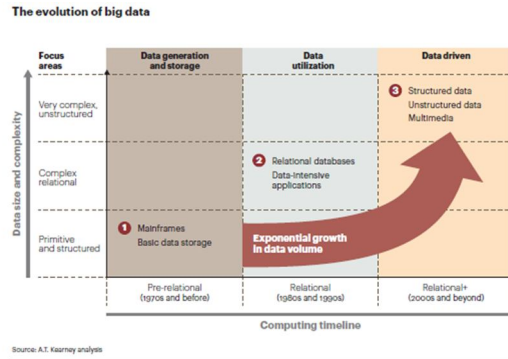 The evolution of big data
Focus
areas
Data generation
and storage
Data
utilization
Data driven
Very complex,
unstructured
3 Structured data
Unstructured data
Multimedia
Complex
relational
2 Relational databases
Data-intensive
applications
Primitive
and structured
1 Mainframes
Basic data storage
Exponential growth
in data volume
Data size and complexity
Pre-relational
(1970s and before)
Relational
(1980s and 1990s)
Relational+
(2000s and beyond)
Computing timeline
Source: A.T. Kearney analysis